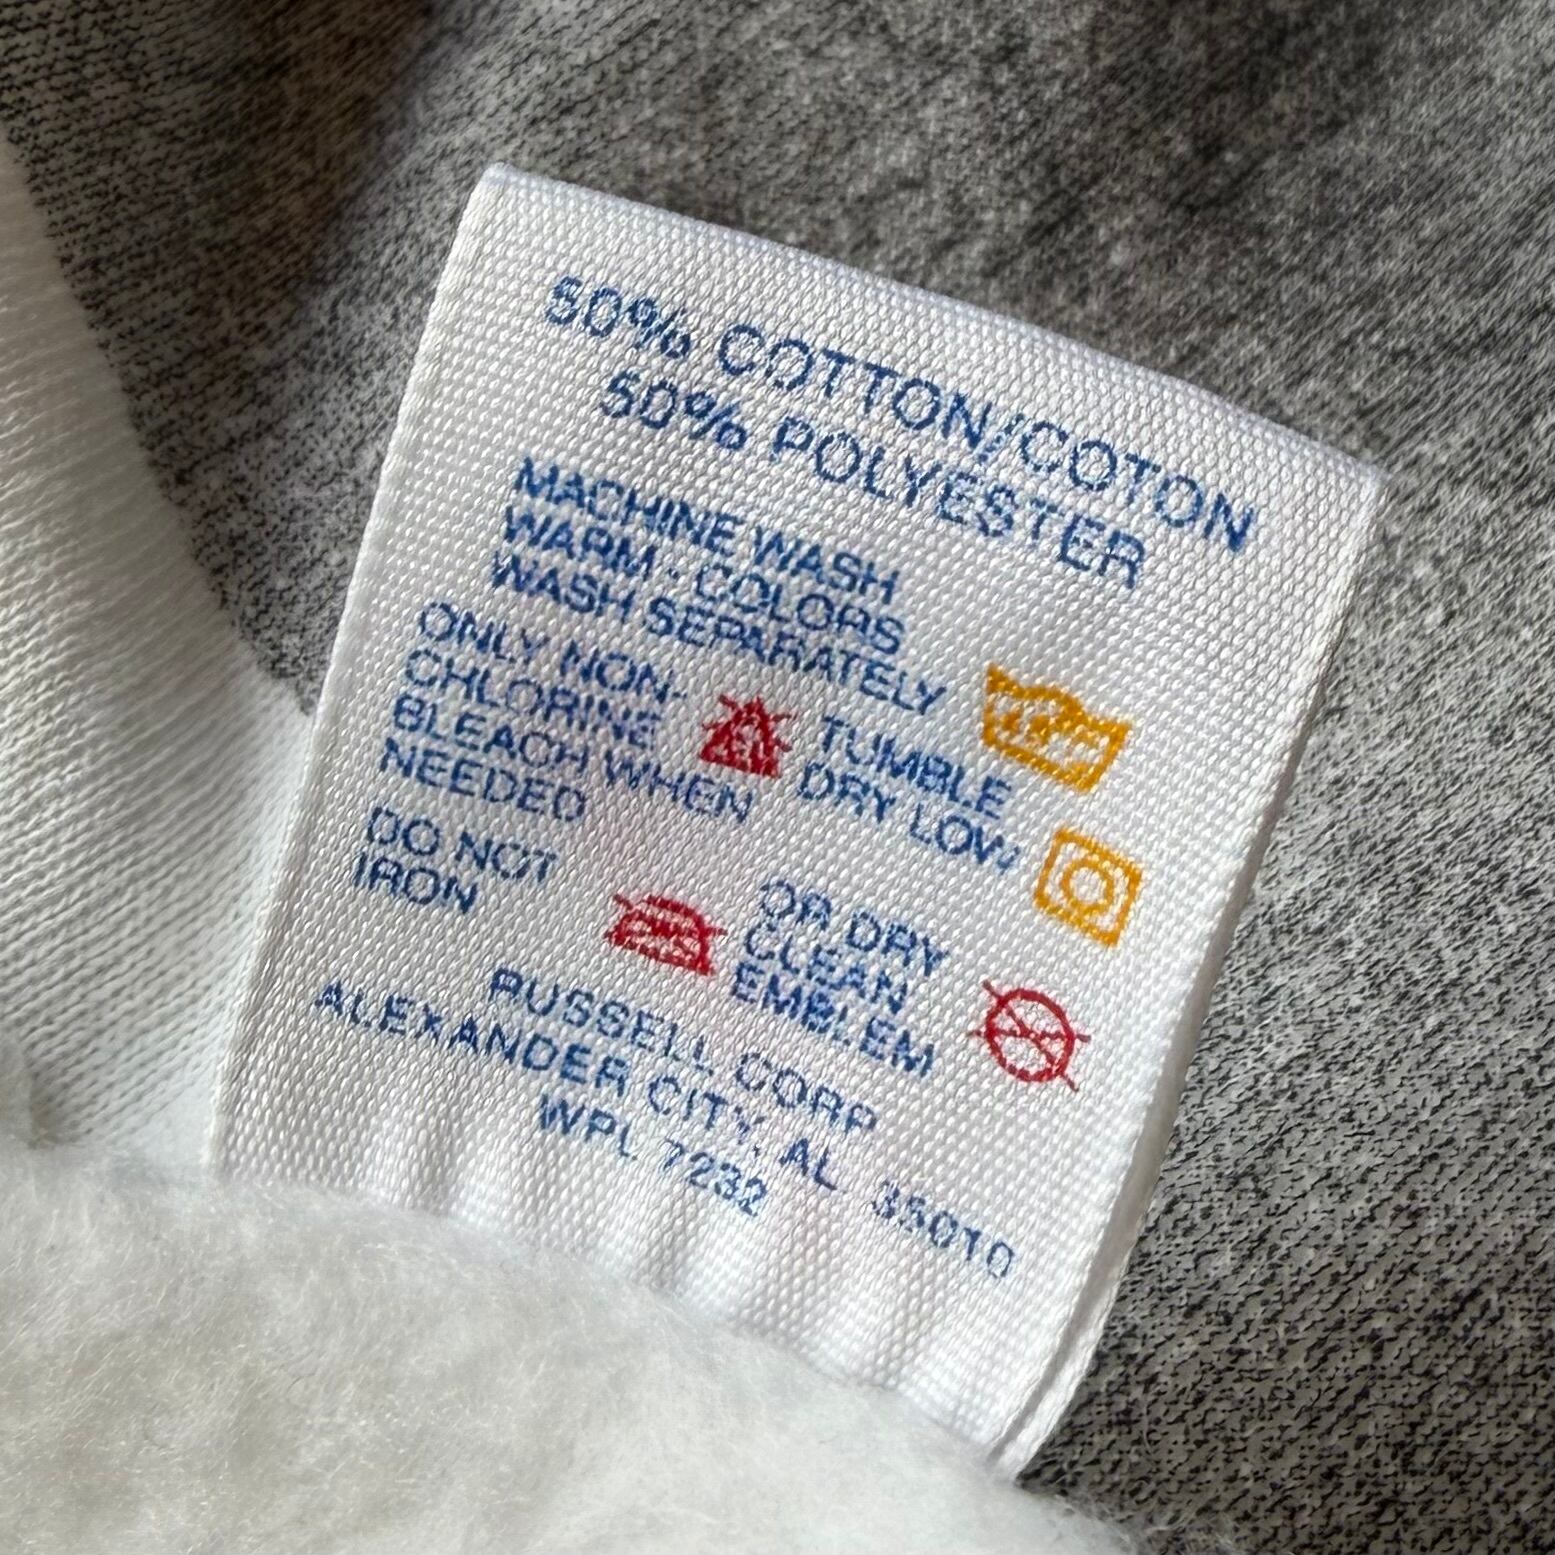 50% COTTON/COTON
50% POLYESTER
MACHINE WASH
WARM - COLORS
WASH SEPARATELY
ONLY NON-
CHLORINE
BLEACH WHEN
NEEDED
TUMBLE
DRY LOW
DO NOT
IRON
OR DRY
CLEAN
EMBLEM
RUSSELL CORP
ALEXANDER CITY, AL 35010
WPL 7232